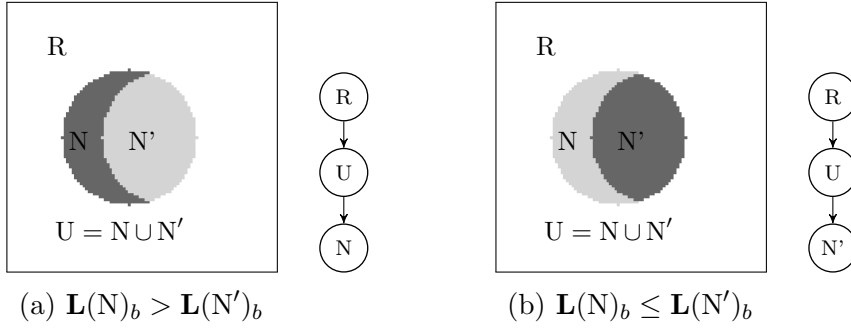 R
N
N'
U = N ∪ N′
R
U
N
(a) L(N)_b > L(N′)_b
R
N
N'
U = N ∪ N′
R
U
N'
(b) L(N)_b ≤ L(N′)_b